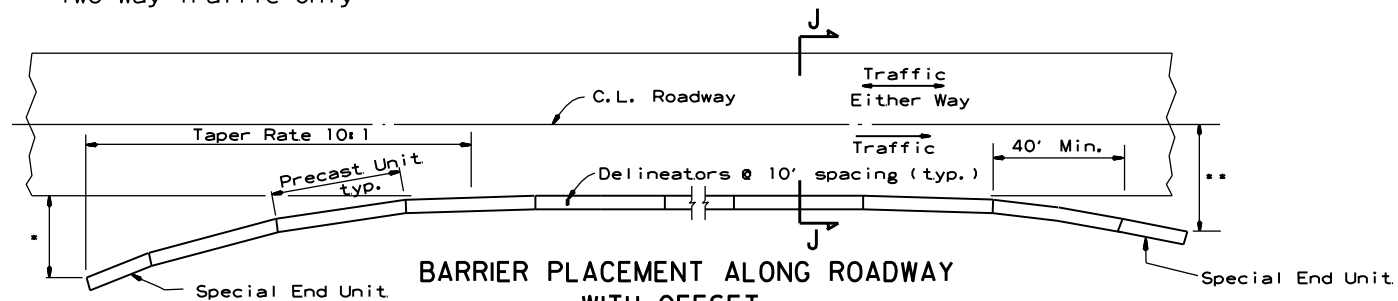 Two Way Traffic Only
J
Traffic
Either Way
C.L. Roadway
Taper Rate 10:1
Traffic
40' Min.
Precast Unit
typ.
Delineators @ 10' spacing (typ.)
**
*
J
BARRIER PLACEMENT ALONG ROADWAY
Special End Unit
Special End Unit
WITH OFFSET